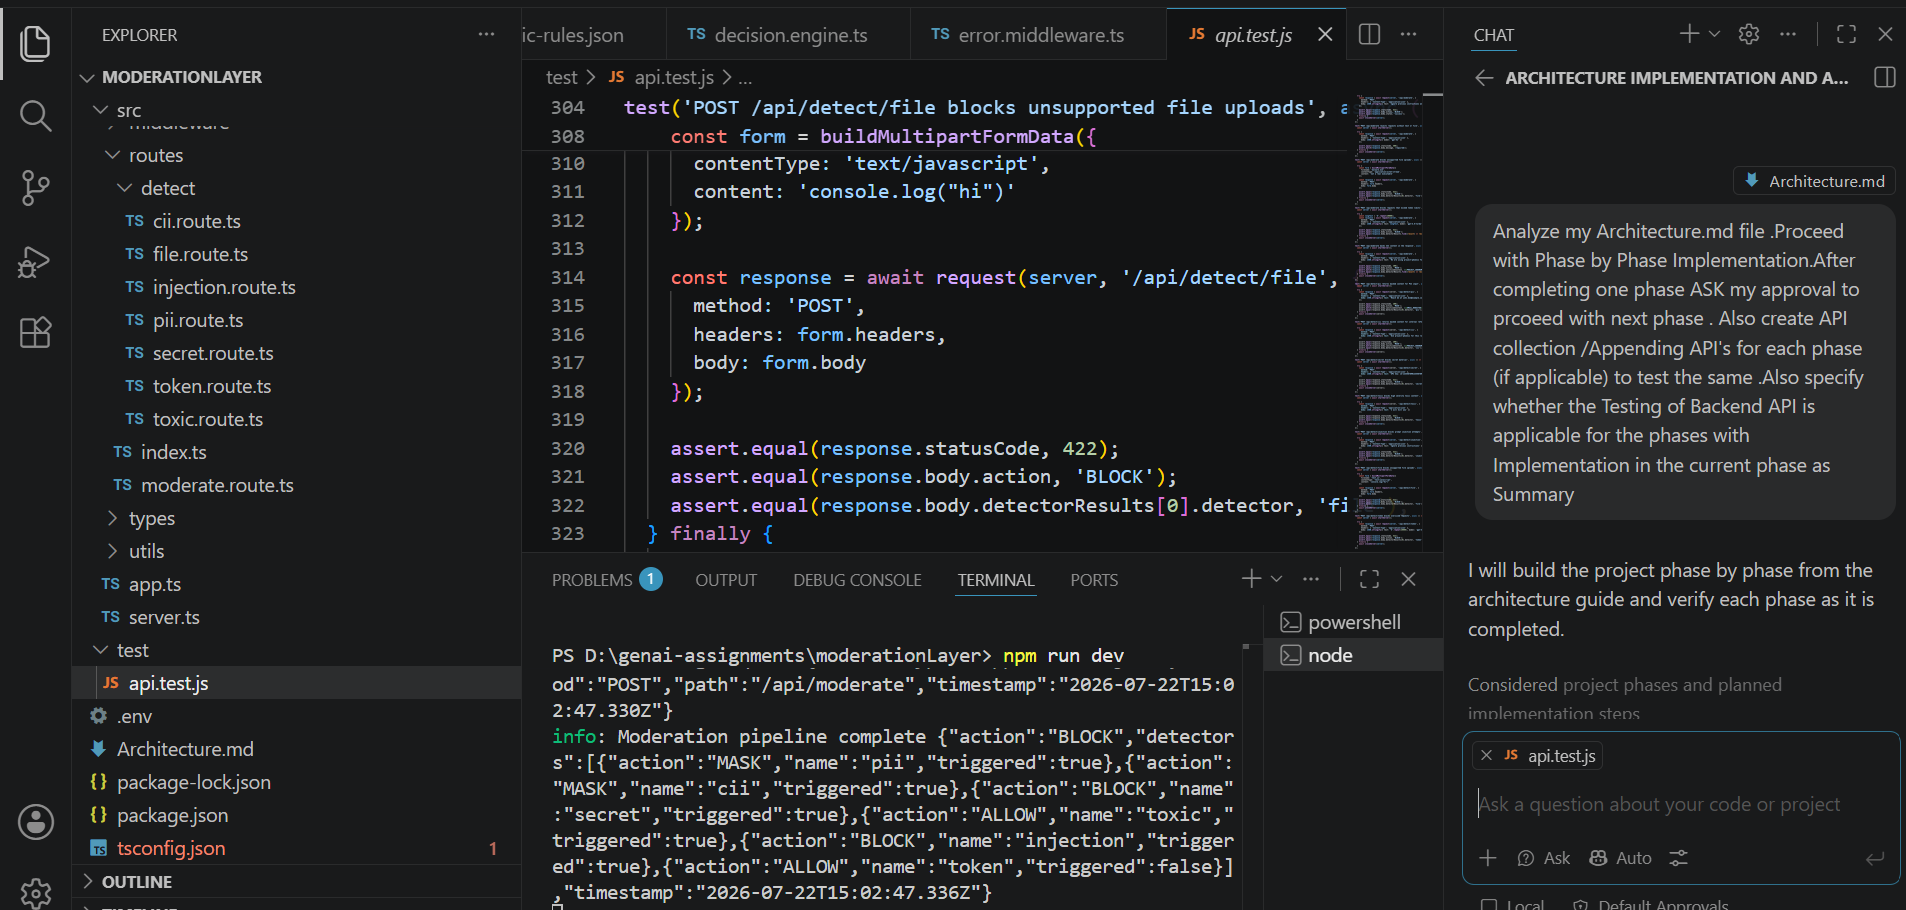 EXPLORER
MODERATIONLAYER
src
middleware
routes
detect
TS cii.route.ts
TS file.route.ts
TS injection.route.ts
TS pii.route.ts
TS secret.route.ts
TS token.route.ts
TS toxic.route.ts
TS index.ts
TS moderate.route.ts
types
utils
TS app.ts
TS server.ts
test
JS api.test.js
.env
Architecture.md
{} package-lock.json
{} package.json
TS tsconfig.json 1
OUTLINE
ic-rules.json
TS decision.engine.ts
TS error.middleware.ts
JS api.test.js
test > JS api.test.js > ...
304 test('POST /api/detect/file blocks unsupported file uploads', a
308 const form = buildMultipartFormData({
310 contentType: 'text/javascript',
311 content: 'console.log("hi")'
312 });
313
314 const response = await request(server, '/api/detect/file',
315 method: 'POST',
316 headers: form.headers,
317 body: form.body
318 });
319
320 assert.equal(response.statusCode, 422);
321 assert.equal(response.body.action, 'BLOCK');
322 assert.equal(response.body.detectorResults[0].detector, 'fi
323 } finally {
PROBLEMS 1
OUTPUT
DEBUG CONSOLE
TERMINAL
PORTS
PS D:\genai-assignments\moderationLayer> npm run dev
od":"POST","path":"/api/moderate","timestamp":"2026-07-22T15:0
2:47.330Z"}
info: Moderation pipeline complete {"action":"BLOCK","detector
s":[{"action":"MASK","name":"pii","triggered":true},{"action":
"MASK","name":"cii","triggered":true},{"action":"BLOCK","name"
:"secret","triggered":true},{"action":"ALLOW","name":"toxic","
triggered":true},{"action":"BLOCK","name":"injection","trigger
ed":true},{"action":"ALLOW","name":"token","triggered":false}]
,"timestamp":"2026-07-22T15:02:47.336Z"}
powershell
node
CHAT
ARCHITECTURE IMPLEMENTATION AND A...
Architecture.md
Analyze my Architecture.md file .Proceed
with Phase by Phase Implementation.After
completing one phase ASK my approval to
prcoeed with next phase . Also create API
collection /Appending API's for each phase
(if applicable) to test the same .Also specify
whether the Testing of Backend API is
applicable for the phases with
Implementation in the current phase as
Summary
I will build the project phase by phase from the
architecture guide and verify each phase as it is
completed.
Considered project phases and planned
implementation steps
JS api.test.js
Ask a question about your code or project
Ask
Auto
Local
Default Approvals